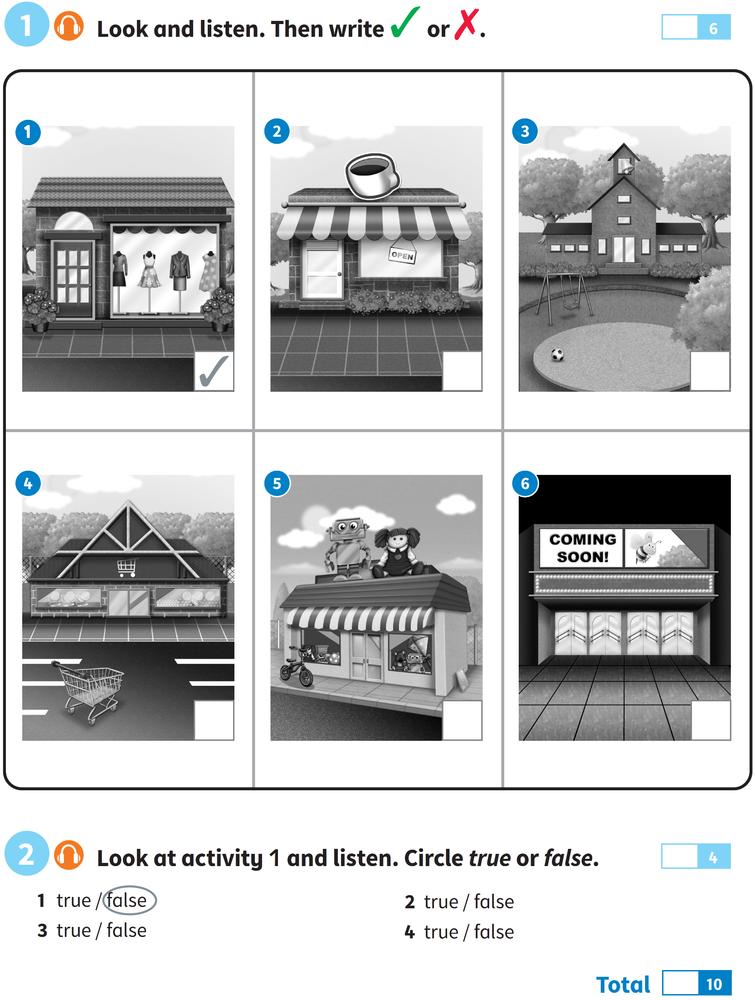 1 Look and listen. Then write ✓ or ✗. 6
1
2
3
OPEN
✓
4
5
6
COMING
SOON!
2 Look at activity 1 and listen. Circle true or false. 4
1 true / false
2 true / false
3 true / false
4 true / false
Total 10